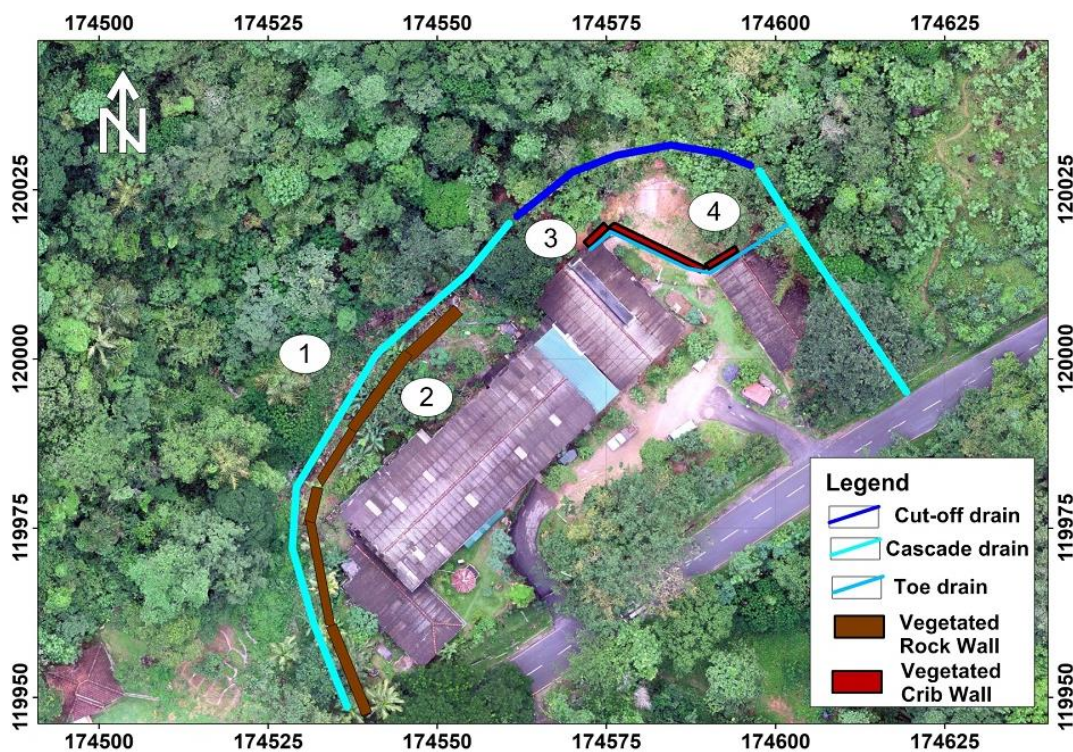 174500 174525 174550 174575 174600 174625
N
120025
120025
4
3
120000
120000
1
2
Legend
Cut-off drain
119975
119975
Cascade drain
Toe drain
Vegetated
Rock Wall
Vegetated
Crib Wall
119950
119950
174500 174525 174550 174575 174600 174625